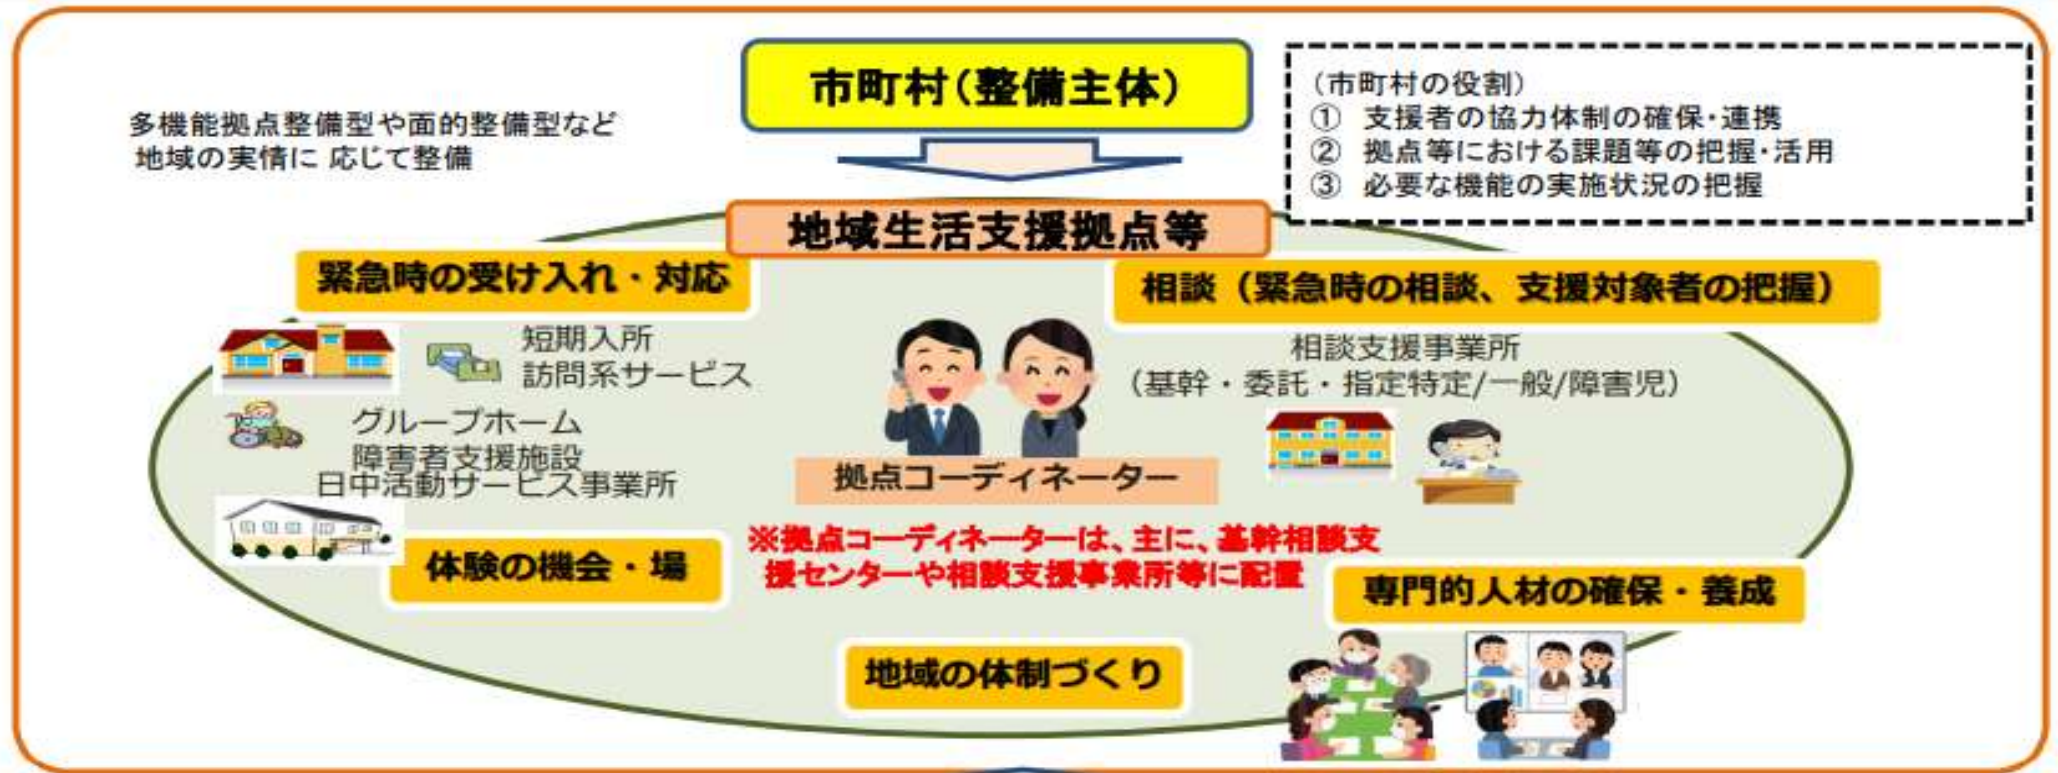 市町村（整備主体）
（市町村の役割）
① 支援者の協力体制の確保・連携
② 拠点等における課題等の把握・活用
③ 必要な機能の実施状況の把握
多機能拠点整備型や面的整備型など
地域の実情に 応じて整備
地域生活支援拠点等
緊急時の受け入れ・対応
相談（緊急時の相談、支援対象者の把握）
短期入所
訪問系サービス
グループホーム
障害者支援施設
日中活動サービス事業所
相談支援事業所
（基幹・委託・指定特定/一般/障害児）
拠点コーディネーター
※拠点コーディネーターは、主に、基幹相談支
援センターや相談支援事業所等に配置
体験の機会・場
専門的人材の確保・養成
地域の体制づくり